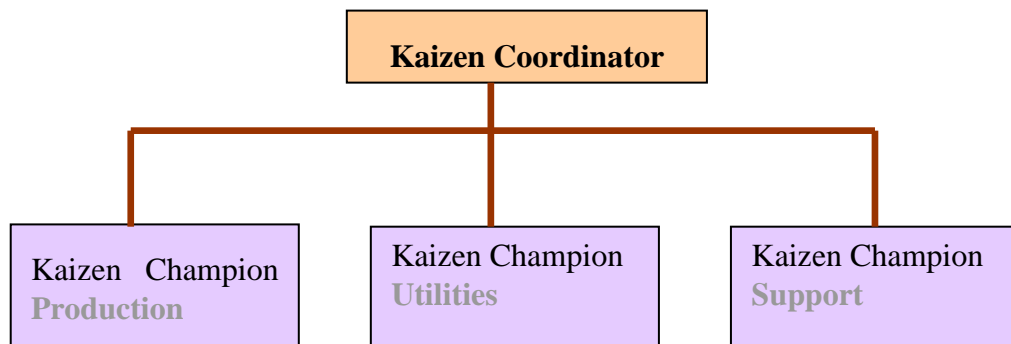 Kaizen Coordinator
Kaizen Champion
Production
Kaizen Champion
Utilities
Kaizen Champion
Support